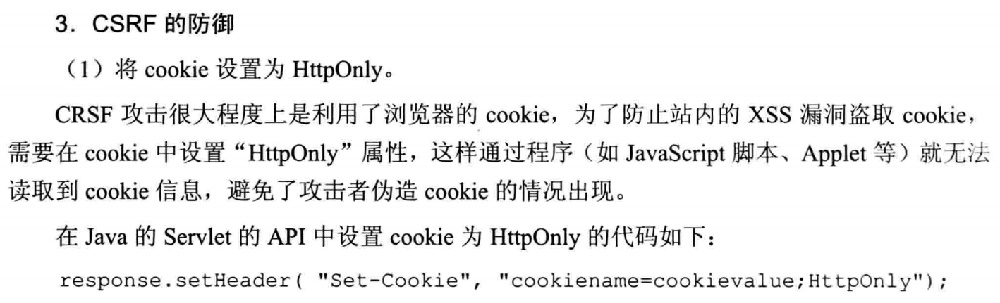 3．CSRF 的防御
（1）将 cookie 设置为 HttpOnly。
CRSF 攻击很大程度上是利用了浏览器的 cookie，为了防止站内的 XSS 漏洞盗取 cookie，
需要在 cookie 中设置“HttpOnly”属性，这样通过程序（如 JavaScript 脚本、Applet 等）就无法
读取到 cookie 信息，避免了攻击者伪造 cookie 的情况出现。
在 Java 的 Servlet 的 API 中设置 cookie 为 HttpOnly 的代码如下：
response.setHeader( "Set-Cookie", "cookiename=cookievalue;HttpOnly");